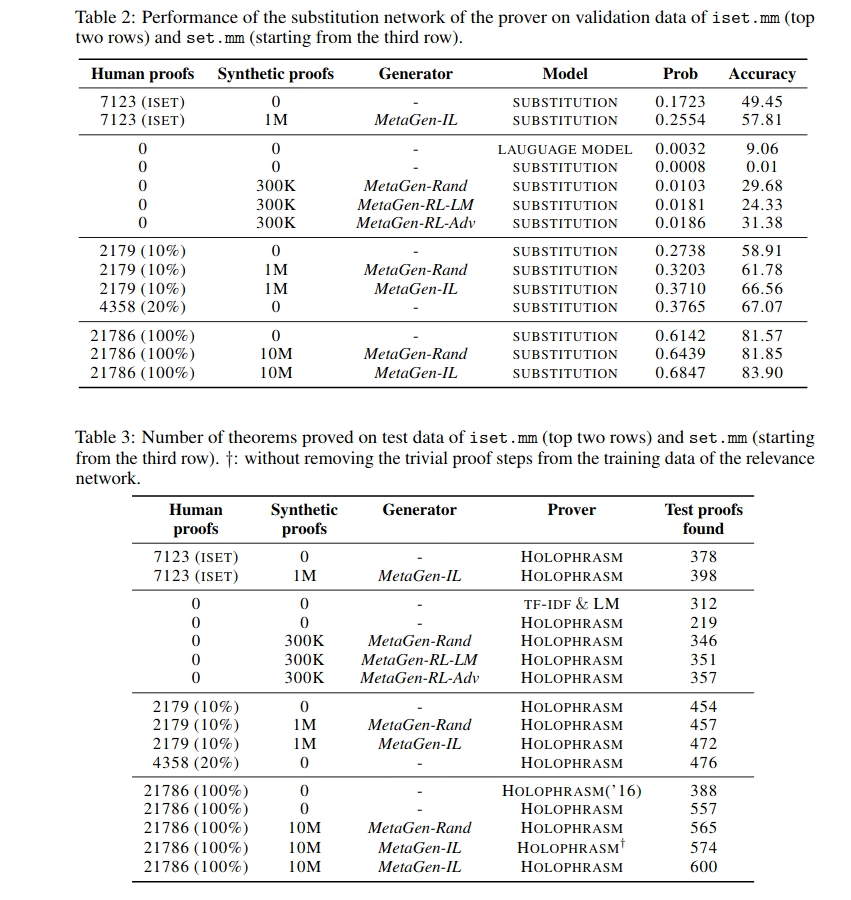 Table 2: Performance of the substitution network of the prover on validation data of iset.mm (top
two rows) and set.mm (starting from the third row).
Human proofs Synthetic proofs Generator Model Prob Accuracy
7123 (ISET) 0 - SUBSTITUTION 0.1723 49.45
7123 (ISET) 1M MetaGen-IL SUBSTITUTION 0.2554 57.81
0 0 - LAUGUAGE MODEL 0.0032 9.06
0 0 - SUBSTITUTION 0.0008 0.01
0 300K MetaGen-Rand SUBSTITUTION 0.0103 29.68
0 300K MetaGen-RL-LM SUBSTITUTION 0.0181 24.33
0 300K MetaGen-RL-Adv SUBSTITUTION 0.0186 31.38
2179 (10%) 0 - SUBSTITUTION 0.2738 58.91
2179 (10%) 1M MetaGen-Rand SUBSTITUTION 0.3203 61.78
2179 (10%) 1M MetaGen-IL SUBSTITUTION 0.3710 66.56
4358 (20%) 0 - SUBSTITUTION 0.3765 67.07
21786 (100%) 0 - SUBSTITUTION 0.6142 81.57
21786 (100%) 10M MetaGen-Rand SUBSTITUTION 0.6439 81.85
21786 (100%) 10M MetaGen-IL SUBSTITUTION 0.6847 83.90
Table 3: Number of theorems proved on test data of iset.mm (top two rows) and set.mm (starting
from the third row). †: without removing the trivial proof steps from the training data of the relevance
network.
Human Synthetic Generator Prover Test proofs
proofs proofs found
7123 (ISET) 0 - HOLOPHRASM 378
7123 (ISET) 1M MetaGen-IL HOLOPHRASM 398
0 0 - TF-IDF & LM 312
0 0 - HOLOPHRASM 219
0 300K MetaGen-Rand HOLOPHRASM 346
0 300K MetaGen-RL-LM HOLOPHRASM 351
0 300K MetaGen-RL-Adv HOLOPHRASM 357
2179 (10%) 0 - HOLOPHRASM 454
2179 (10%) 1M MetaGen-Rand HOLOPHRASM 457
2179 (10%) 1M MetaGen-IL HOLOPHRASM 472
4358 (20%) 0 - HOLOPHRASM 476
21786 (100%) 0 - HOLOPHRASM('16) 388
21786 (100%) 0 - HOLOPHRASM 557
21786 (100%) 10M MetaGen-Rand HOLOPHRASM 565
21786 (100%) 10M MetaGen-IL HOLOPHRASM† 574
21786 (100%) 10M MetaGen-IL HOLOPHRASM 600